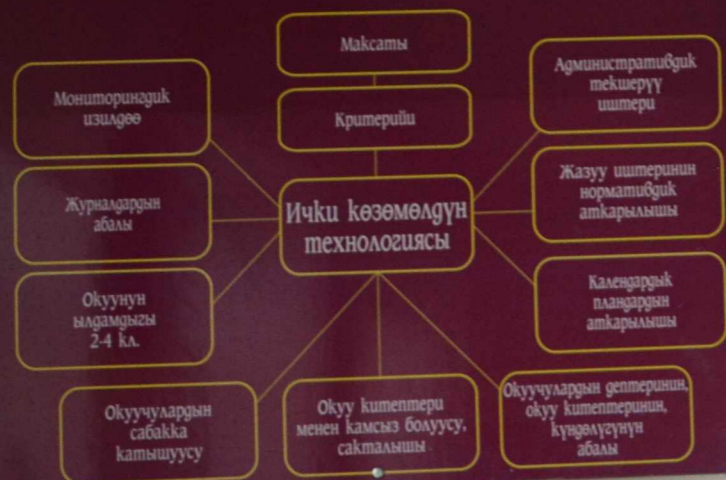 Максаты
Критерийи
Мониторингдик
изилдөө
Журналдардын
абалы
Окуунун
ылдамдыгы
2-4 кл.
Ички көзөмөлдүн
технологиясы
Административдик
текшерүү
иштери
Жазуу иштеринин
нормативдик
аткарылышы
Календардык
пландардын
аткарылышы
Окуучулардын
сабакка
катышуусу
Окуу китептери
менен камсыз болуусу,
сакталышы
Окуучулардын дептеринин,
окуу китептеринин,
күндөлүгүнүн
абалы